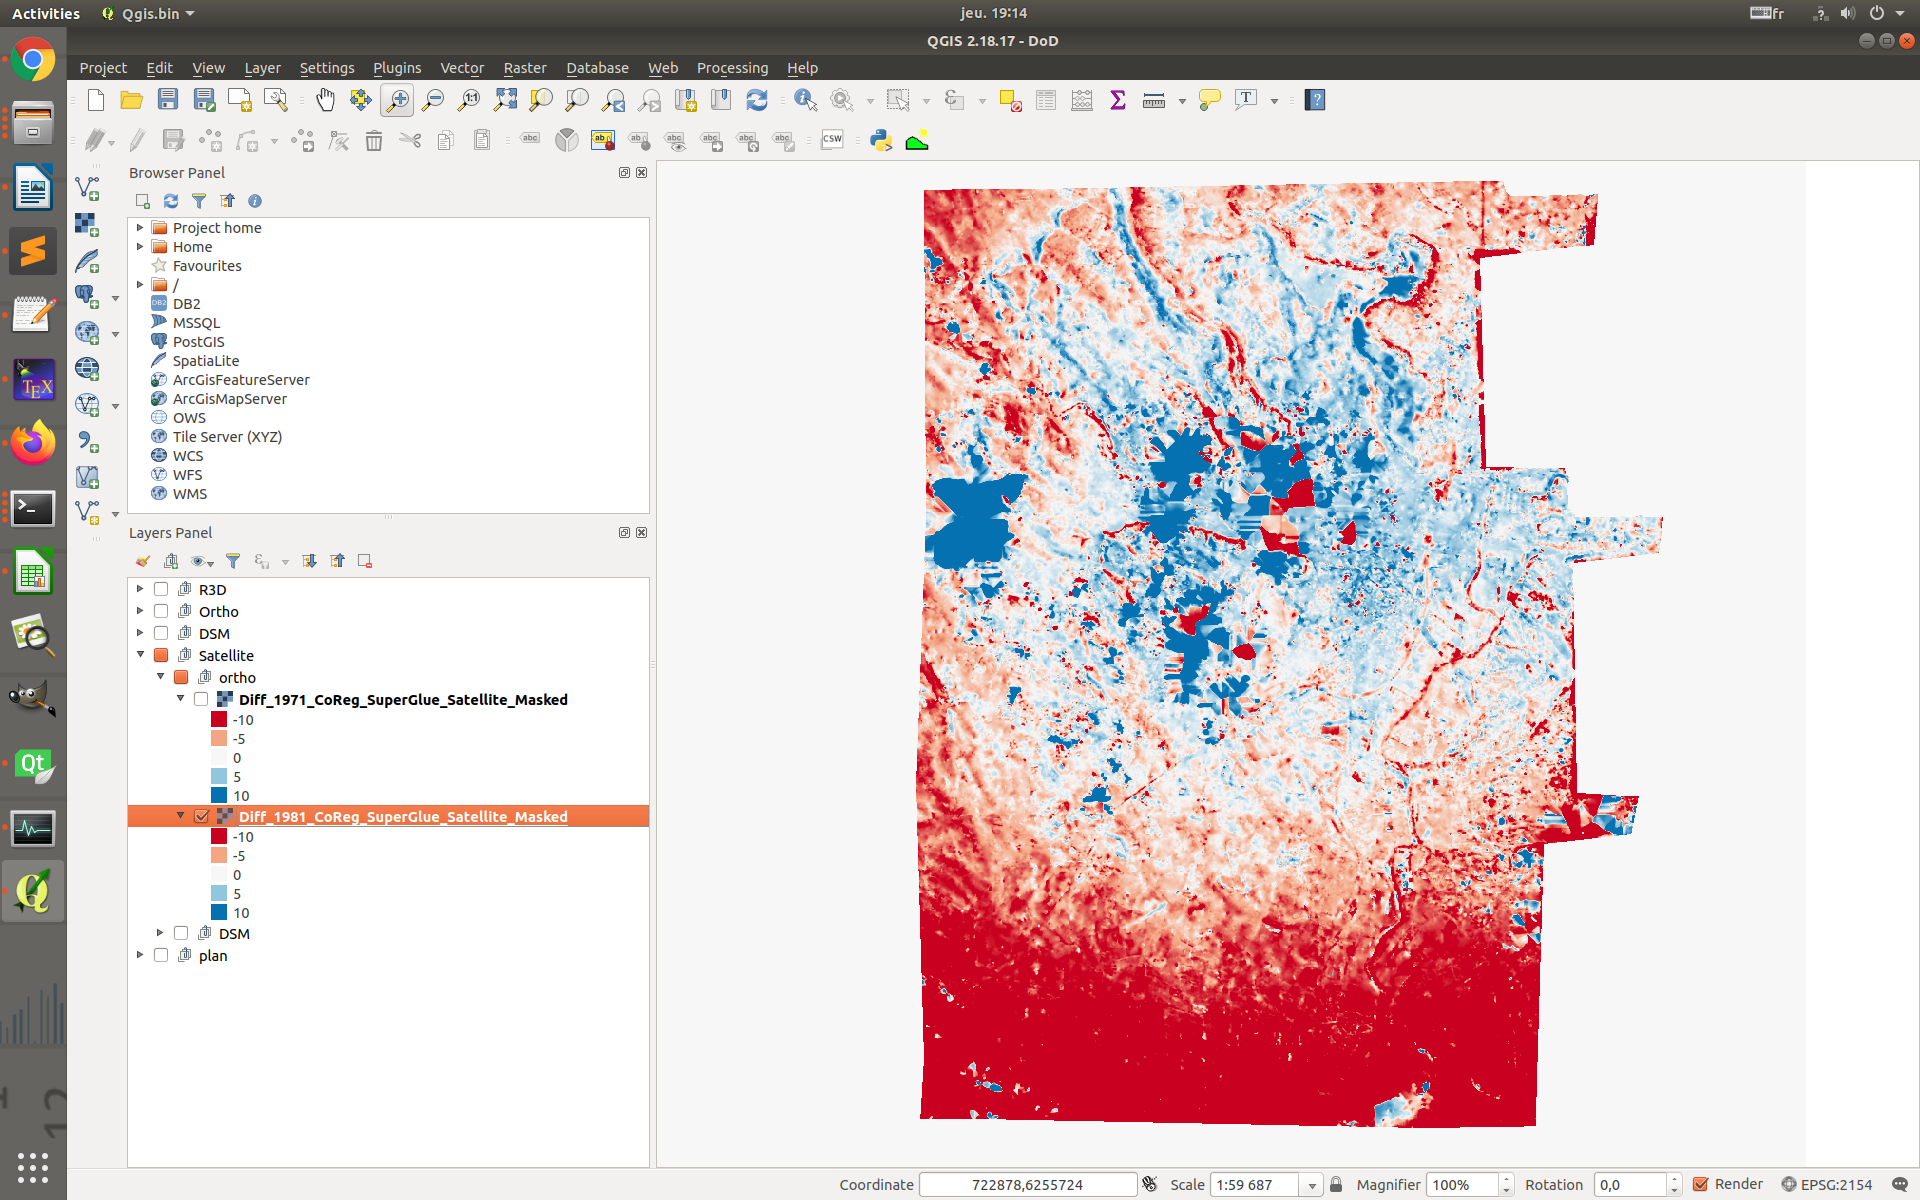 Activities
Qgis.bin
jeu. 19:14
fr
QGIS 2.18.17 - DoD
Project Edit View Layer Settings Plugins Vector Raster Database Web Processing Help
Browser Panel
Project home
Home
Favourites
/
DB2
MSSQL
PostGIS
SpatiaLite
ArcGisFeatureServer
ArcGisMapServer
OWS
Tile Server (XYZ)
WCS
WFS
WMS
Layers Panel
R3D
Ortho
DSM
Satellite
ortho
Diff_1971_CoReg_SuperGlue_Satellite_Masked
-10
-5
0
5
10
Diff_1981_CoReg_SuperGlue_Satellite_Masked
-10
-5
0
5
10
DSM
plan
Coordinate 722878,6255724 Scale 1:59 687 Magnifier 100% Rotation 0,0 Render EPSG:2154